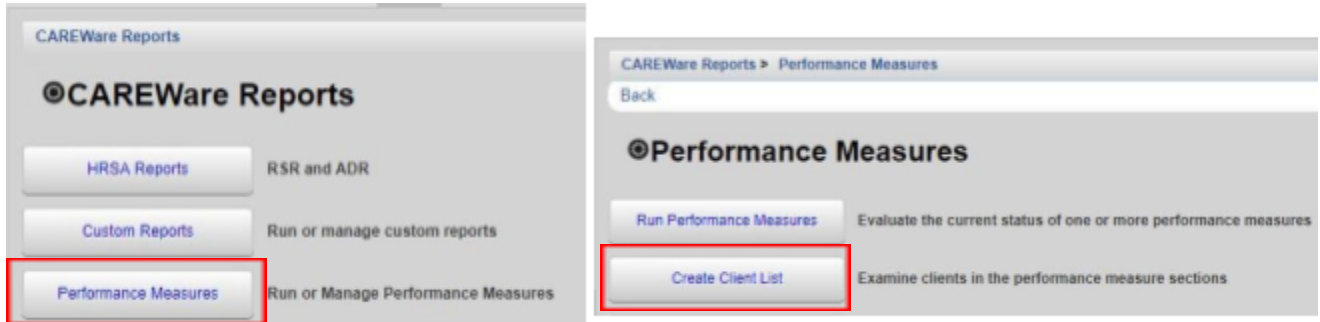 CAREWare Reports
CAREWare Reports
HRSA Reports RSR and ADR
Custom Reports Run or manage custom reports
Performance Measures Run or Manage Performance Measures
CAREWare Reports > Performance Measures
Back
Performance Measures
Run Performance Measures Evaluate the current status of one or more performance measures
Create Client List Examine clients in the performance measure sections